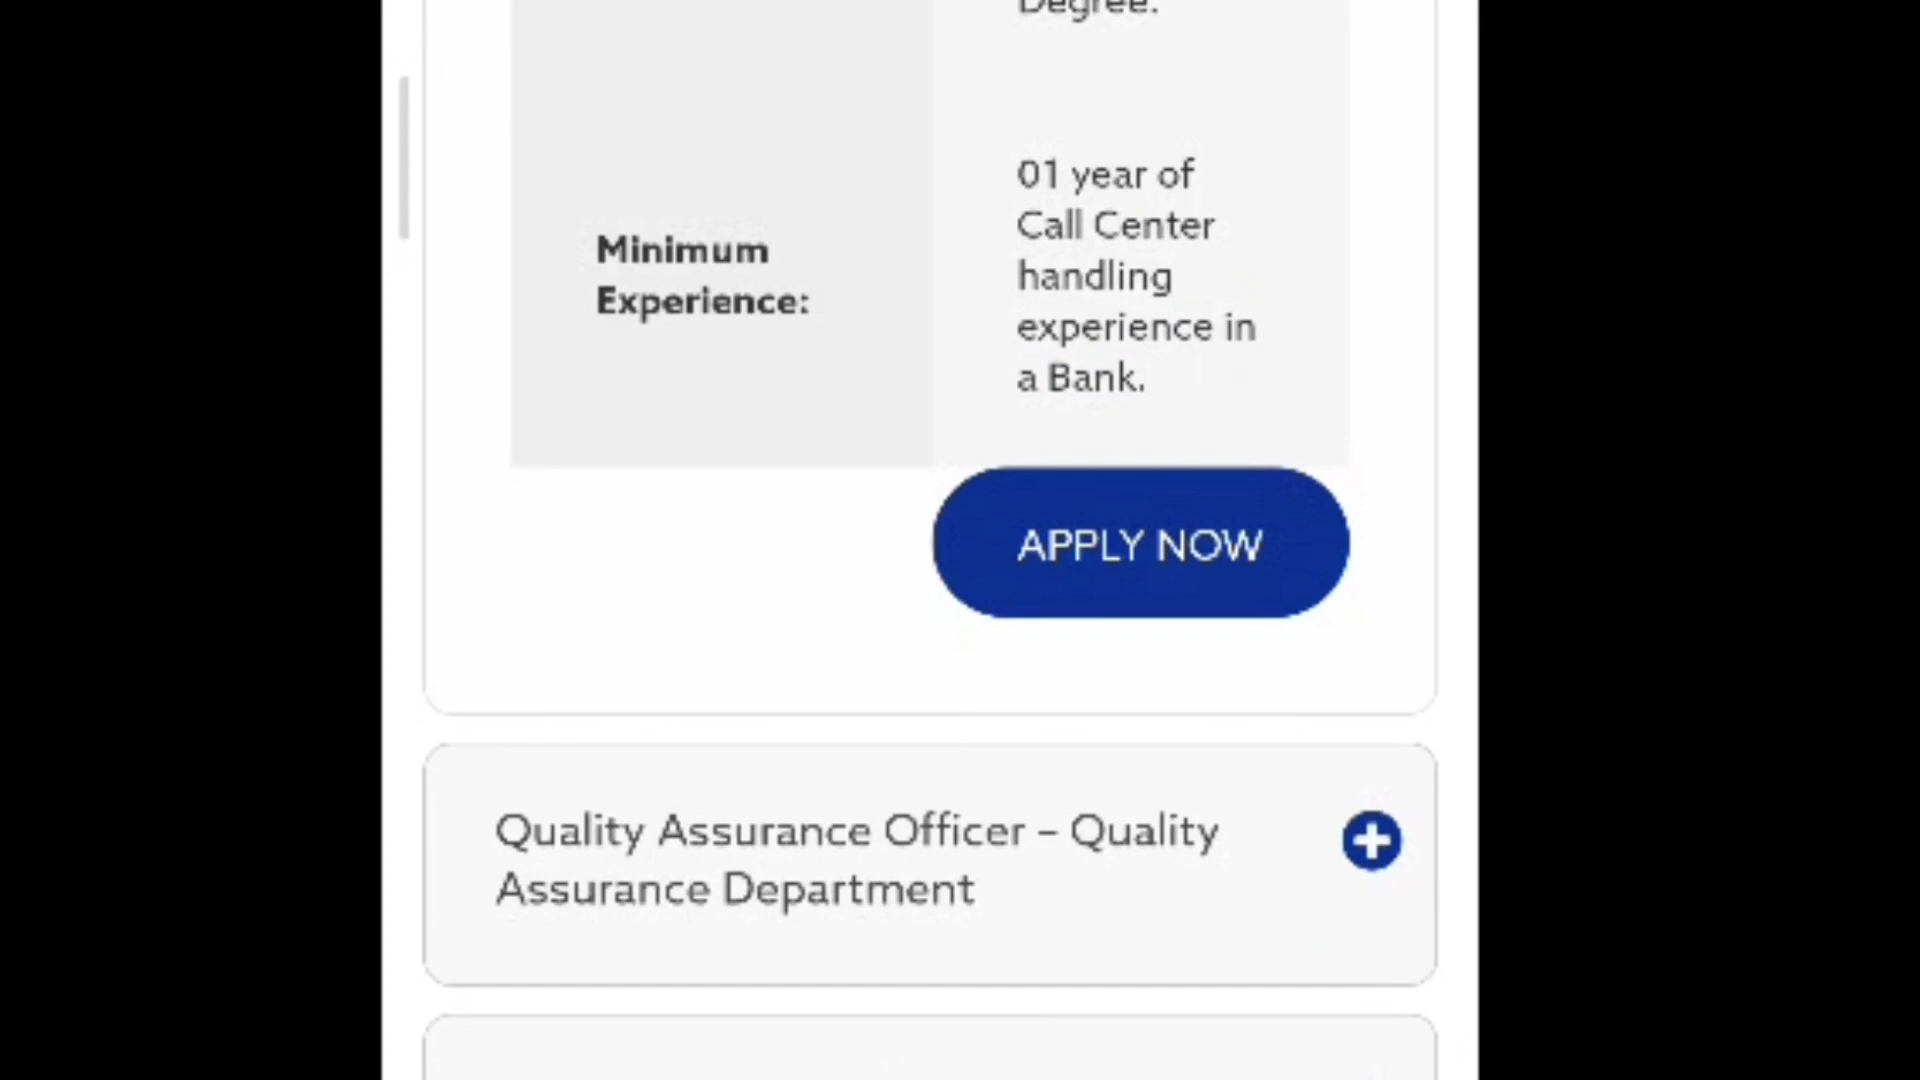 Degree.
01 year of
Call Center
handling
experience in
a Bank.
Minimum
Experience:
APPLY NOW
Quality Assurance Officer – Quality
Assurance Department